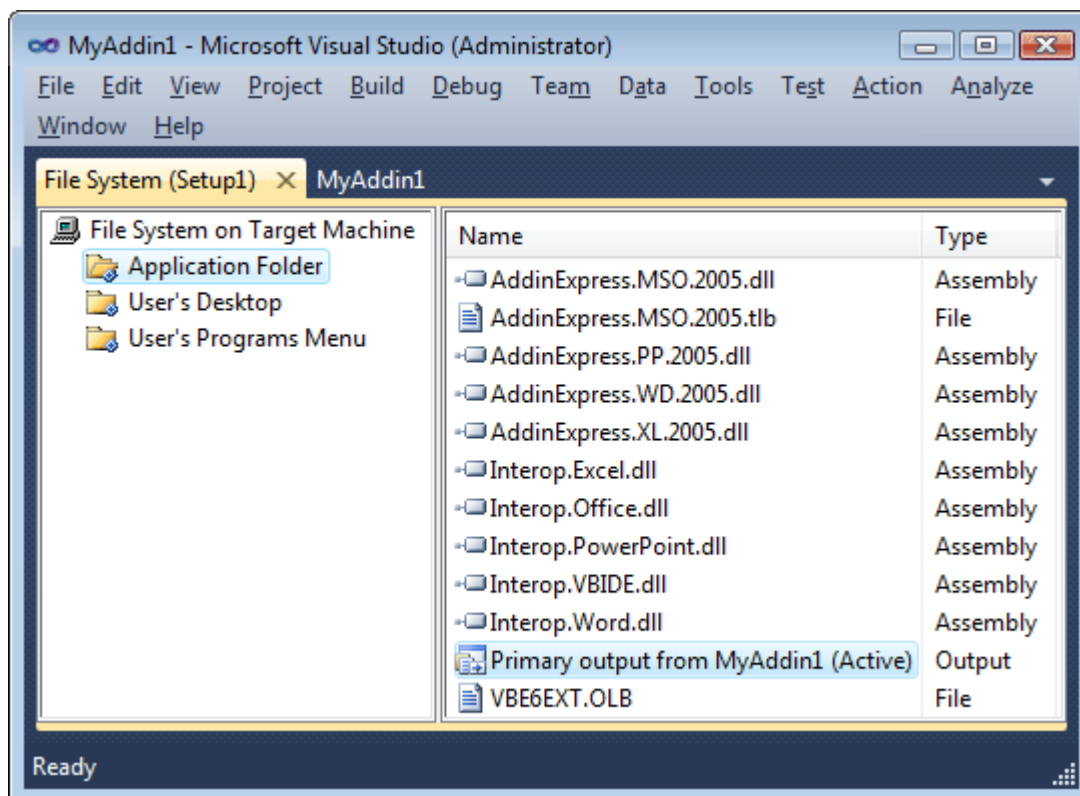 MyAddin1 - Microsoft Visual Studio (Administrator)
File Edit View Project Build Debug Team Data Tools Test Action Analyze
Window Help
File System (Setup1) MyAddin1
File System on Target Machine
Application Folder
User's Desktop
User's Programs Menu
Name Type
AddinExpress.MSO.2005.dll Assembly
AddinExpress.MSO.2005.tlb File
AddinExpress.PP.2005.dll Assembly
AddinExpress.WD.2005.dll Assembly
AddinExpress.XL.2005.dll Assembly
Interop.Excel.dll Assembly
Interop.Office.dll Assembly
Interop.PowerPoint.dll Assembly
Interop.VBIDE.dll Assembly
Interop.Word.dll Assembly
Primary output from MyAddin1 (Active) Output
VBE6EXT.OLB File
Ready